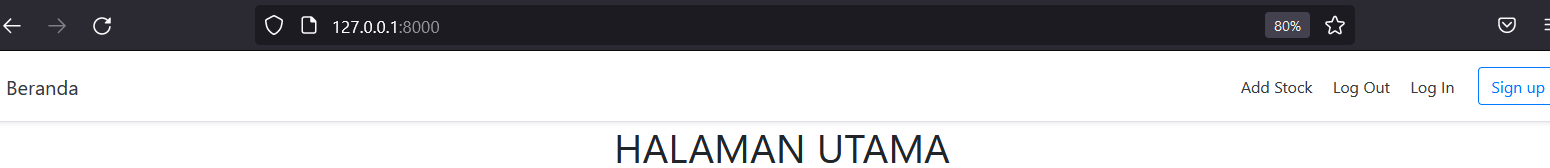 127.0.0.1:8000 80%
Beranda Add Stock Log Out Log In Sign up
HALAMAN UTAMA